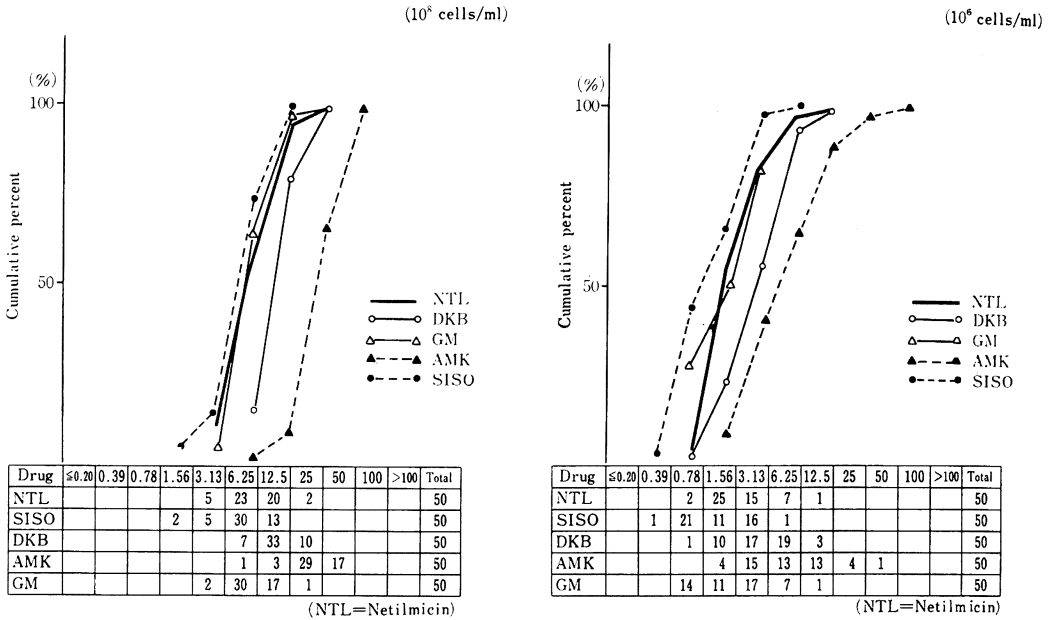 (10⁸ cells/ml)
(%)
100
50
Cumulative percent
NTL
DKB
GM
AMK
SISO
Drug ≦0.20 0.39 0.78 1.56 3.13 6.25 12.5 25 50 100 >100 Total
NTL 5 23 20 2 50
SISO 2 5 30 13 50
DKB 7 33 10 50
AMK 1 3 29 17 50
GM 2 30 17 1 50
(NTL=Netilmicin)
(10⁶ cells/ml)
(%)
100
50
Cumulative percent
NTL
DKB
GM
AMK
SISO
Drug ≦0.20 0.39 0.78 1.56 3.13 6.25 12.5 25 50 100 >100 Total
NTL 2 25 15 7 1 50
SISO 1 21 11 16 1 50
DKB 1 10 17 19 3 50
AMK 4 15 13 13 4 1 50
GM 14 11 17 7 1 50
(NTL=Netilmicin)